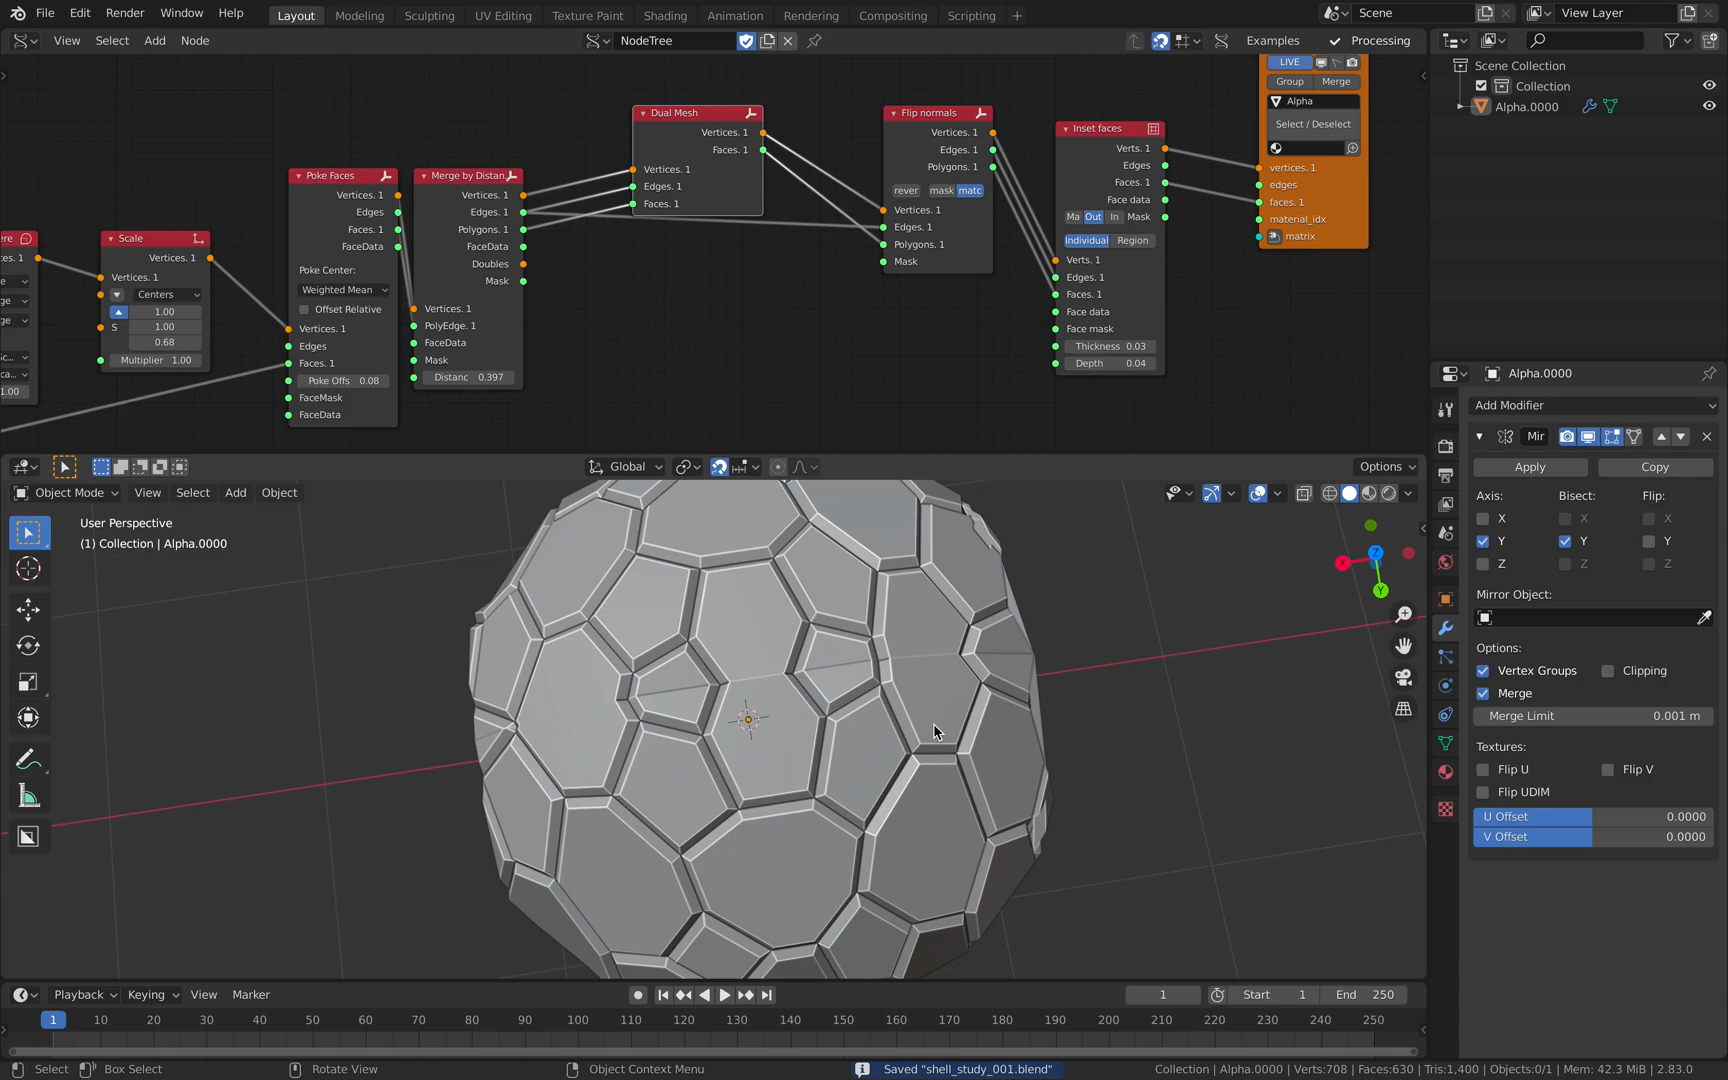 File Edit Render Window Help Layout Modeling Sculpting UV Editing Texture Paint Shading Animation Rendering Compositing Scripting + Scene View Layer
View Select Add Node NodeTree Examples Processing
Scene Collection
Collection
Alpha.0000
LIVE
Group Merge
Alpha
Select / Deselect
vertices. 1
edges
faces. 1
material_idx
matrix
Dual Mesh
Vertices. 1
Faces. 1
Vertices. 1
Edges. 1
Faces. 1
Flip normals
Vertices. 1
Edges. 1
Polygons. 1
rever mask matc
Vertices. 1
Edges. 1
Polygons. 1
Mask
Inset faces
Verts. 1
Edges
Faces. 1
Face data
Ma Out In Mask
Individual Region
Verts. 1
Edges. 1
Faces. 1
Face data
Face mask
Thickness 0.03
Depth 0.04
Poke Faces
Vertices. 1
Edges
Faces. 1
FaceData
Poke Center:
Weighted Mean
Offset Relative
Vertices. 1
Edges
Faces. 1
Poke Offs 0.08
FaceMask
FaceData
Merge by Distan
Vertices. 1
Edges. 1
Polygons. 1
FaceData
Doubles
Mask
Vertices. 1
PolyEdge. 1
FaceData
Mask
Distanc 0.397
Scale
Vertices. 1
Vertices. 1
Centers
1.00
S 1.00
0.68
Multiplier 1.00
ere
es. 1
e
ge
ge
Sc...
ca...
1.00
Global Options
Object Mode View Select Add Object
User Perspective
(1) Collection | Alpha.0000
X Z Y
Alpha.0000
Add Modifier
Mir
Apply Copy
Axis: Bisect: Flip:
X X X
Y Y Y
Z Z Z
Mirror Object:
Options:
Vertex Groups Clipping
Merge
Merge Limit 0.001 m
Textures:
Flip U Flip V
Flip UDIM
U Offset 0.0000
V Offset 0.0000
Playback Keying View Marker 1 Start 1 End 250
1 10 20 30 40 50 60 70 80 90 100 110 120 130 140 150 160 170 180 190 200 210 220 230 240 250
Select Box Select Rotate View Object Context Menu Saved "shell_study_001.blend" Collection | Alpha.0000 | Verts:708 | Faces:630 | Tris:1,400 | Objects:0/1 | Mem: 42.3 MiB | 2.83.0